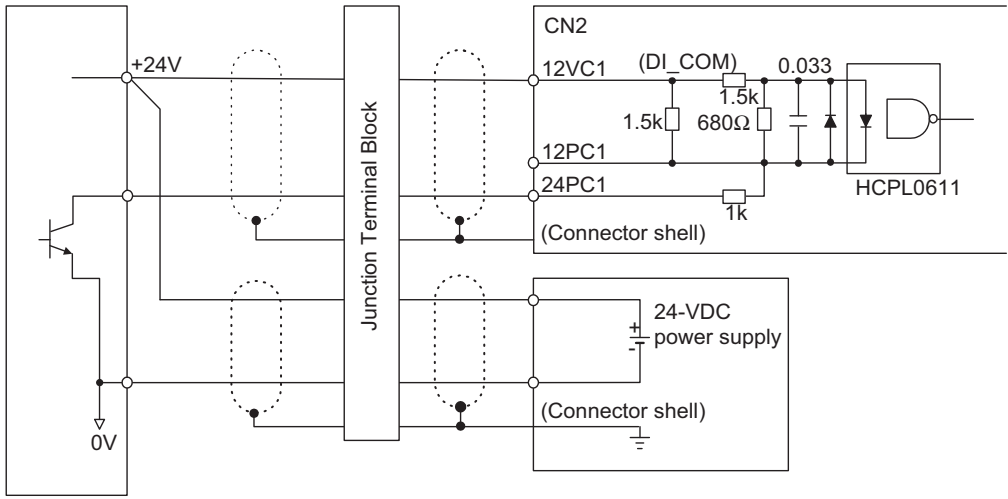 CN2
+24V
(DI_COM)
0.033
12VC1
1.5k
1.5k
680Ω
12PC1
24PC1
HCPL0611
1k
(Connector shell)
Junction Terminal Block
24-VDC
power supply
+
-
(Connector shell)
0V